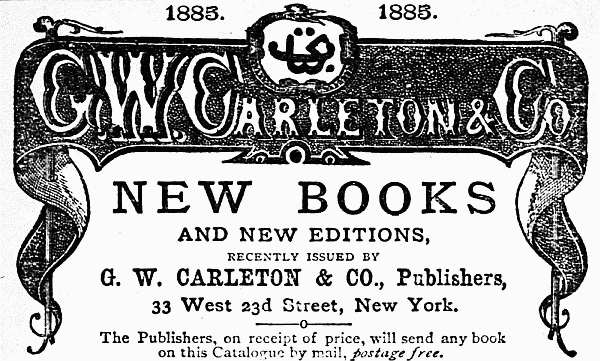 1885. 1885.
G. W. CARLETON & Co
NEW BOOKS
AND NEW EDITIONS,
RECENTLY ISSUED BY
G. W. CARLETON & CO., Publishers,
33 West 23d Street, New York.
The Publishers, on receipt of price, will send any book
on this Catalogue by mail, postage free.